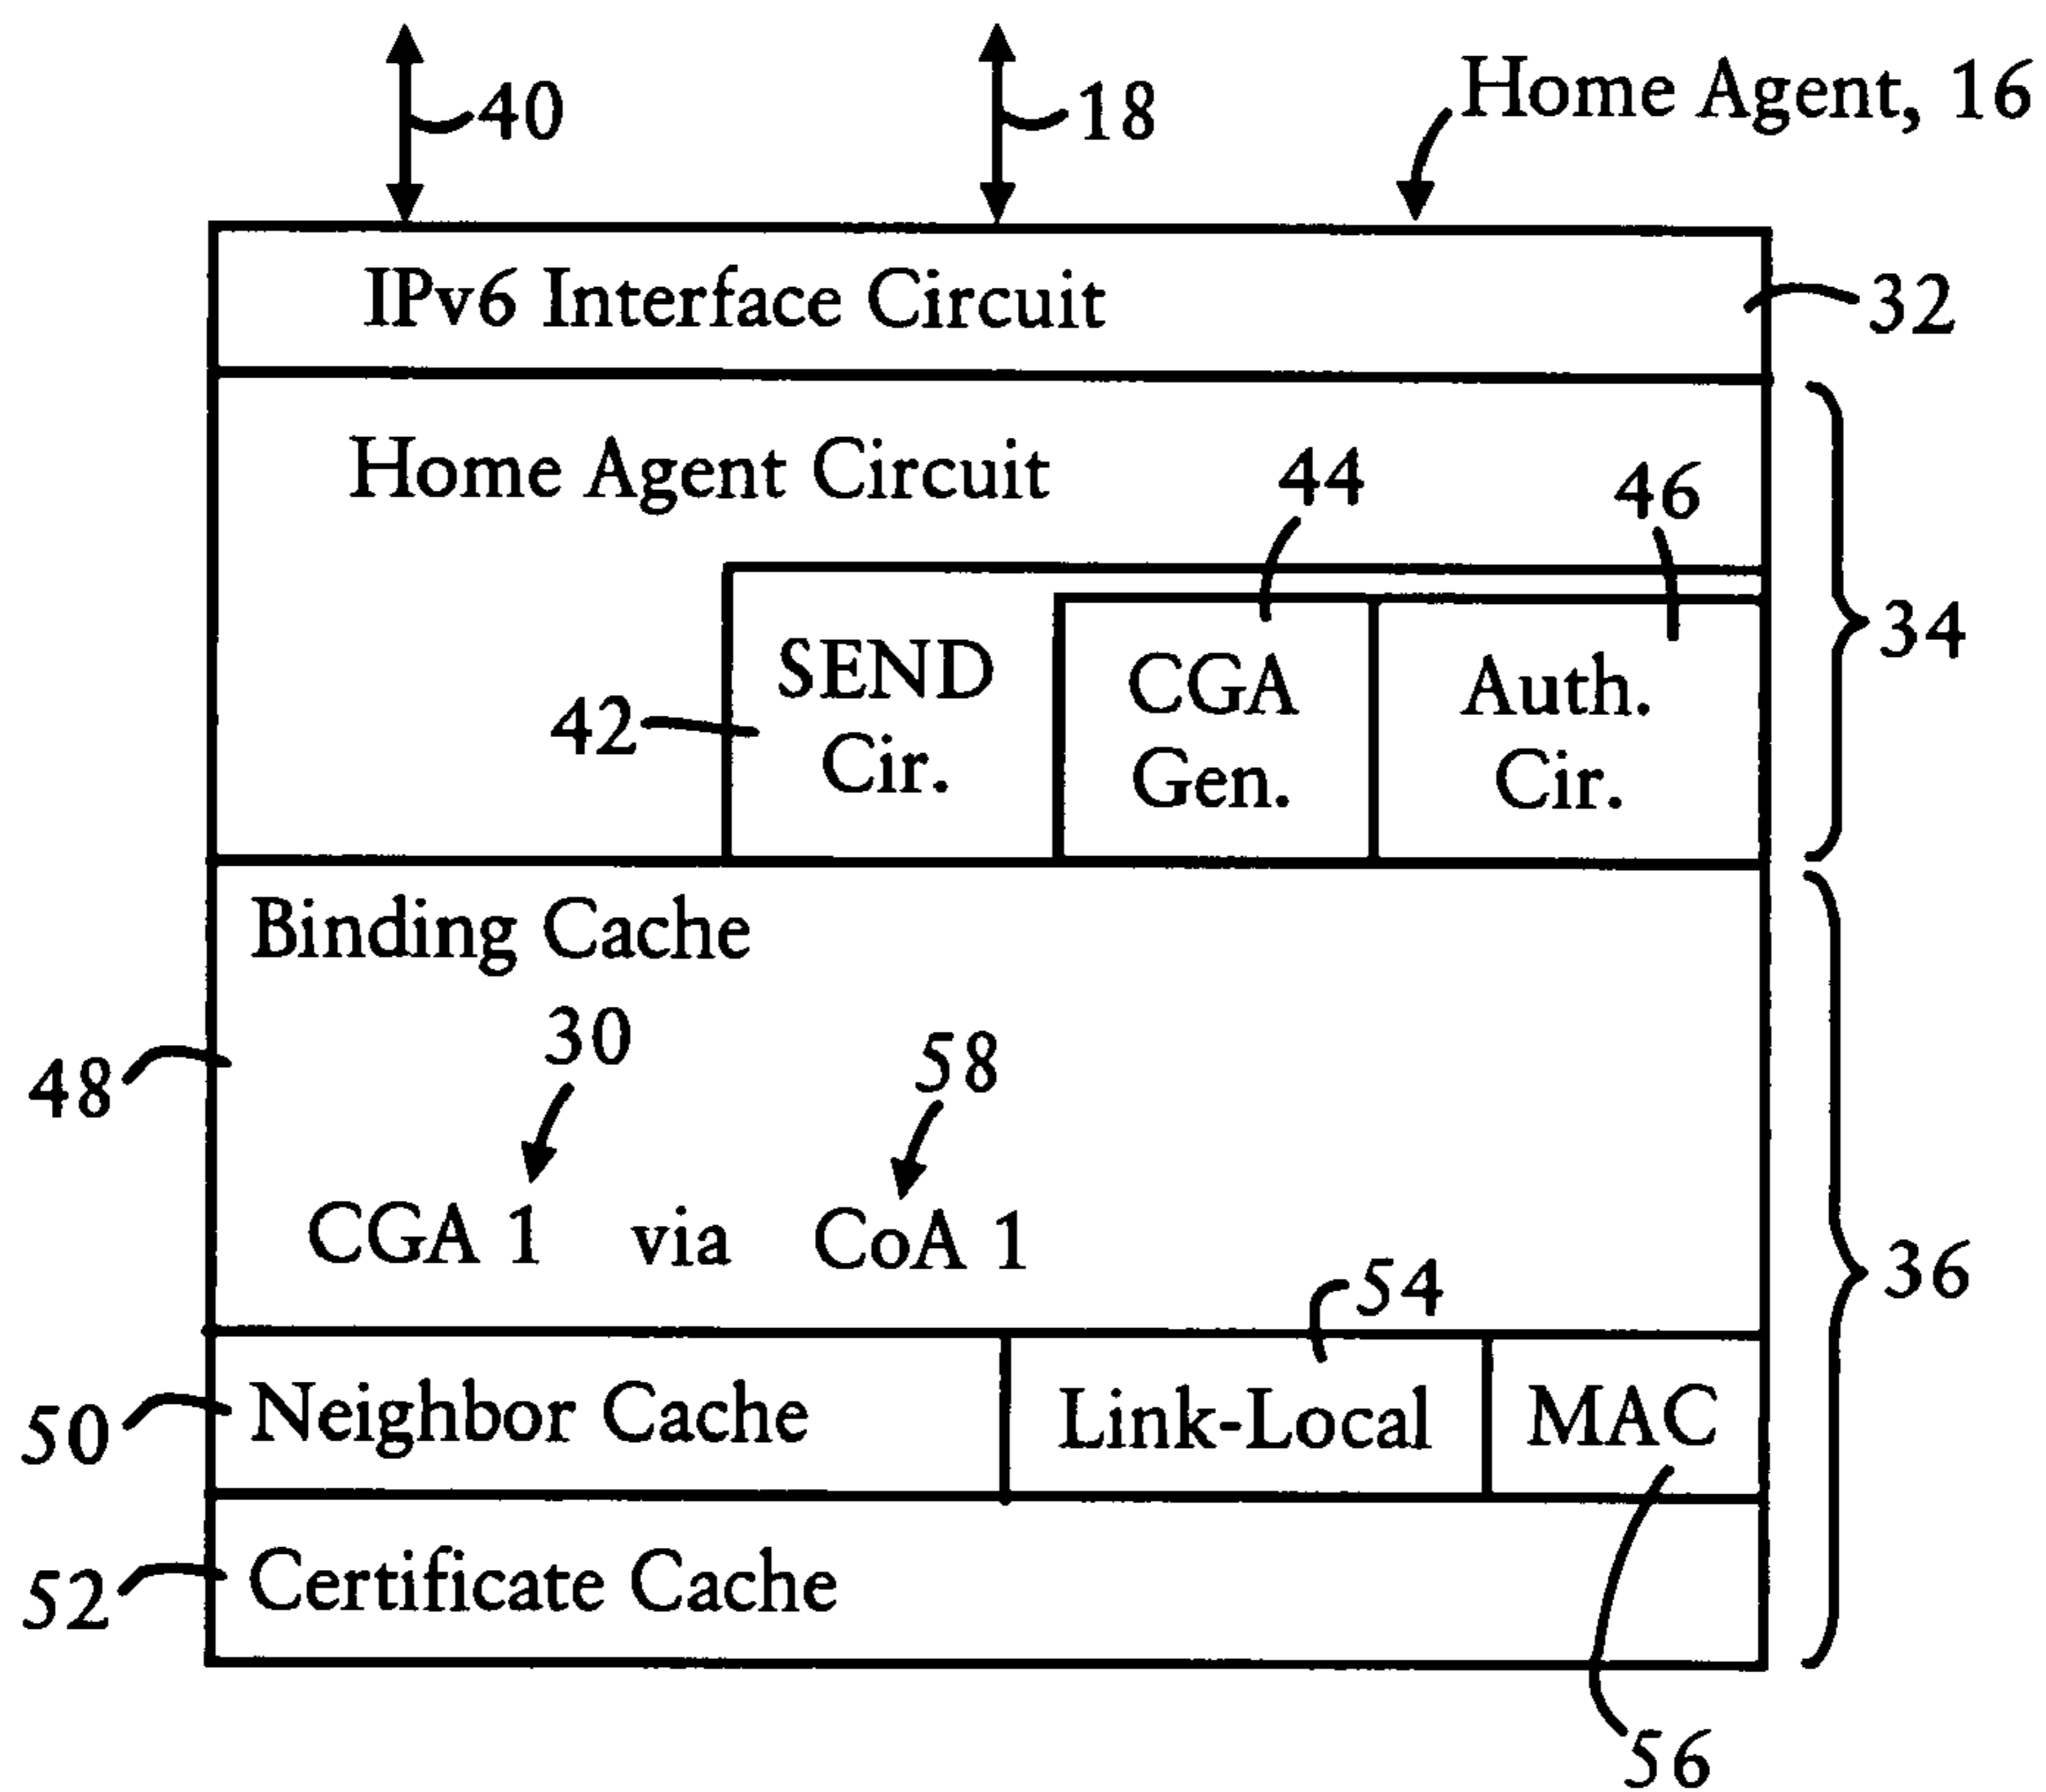 40
18
Home Agent, 16
IPv6 Interface Circuit
32
Home Agent Circuit
44
46
34
42
SEND
Cir.
CGA
Gen.
Auth.
Cir.
Binding Cache
30
58
48
CGA 1 via CoA 1
54
36
50
Neighbor Cache
Link-Local
MAC
52
Certificate Cache
56